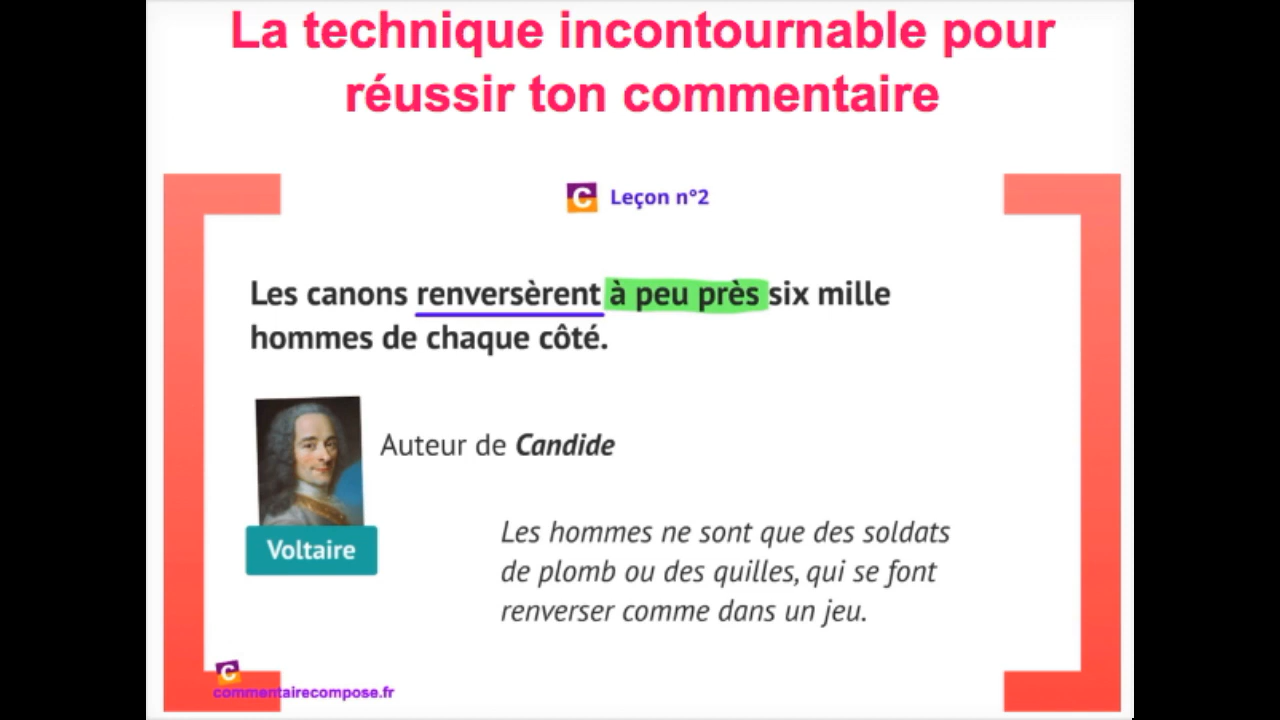 La technique incontournable pour
réussir ton commentaire
C Leçon n°2
Les canons renversèrent à peu près six mille
hommes de chaque côté.
Auteur de Candide
Voltaire
Les hommes ne sont que des soldats
de plomb ou des quilles, qui se font
renverser comme dans un jeu.
C
commentairecompose.fr